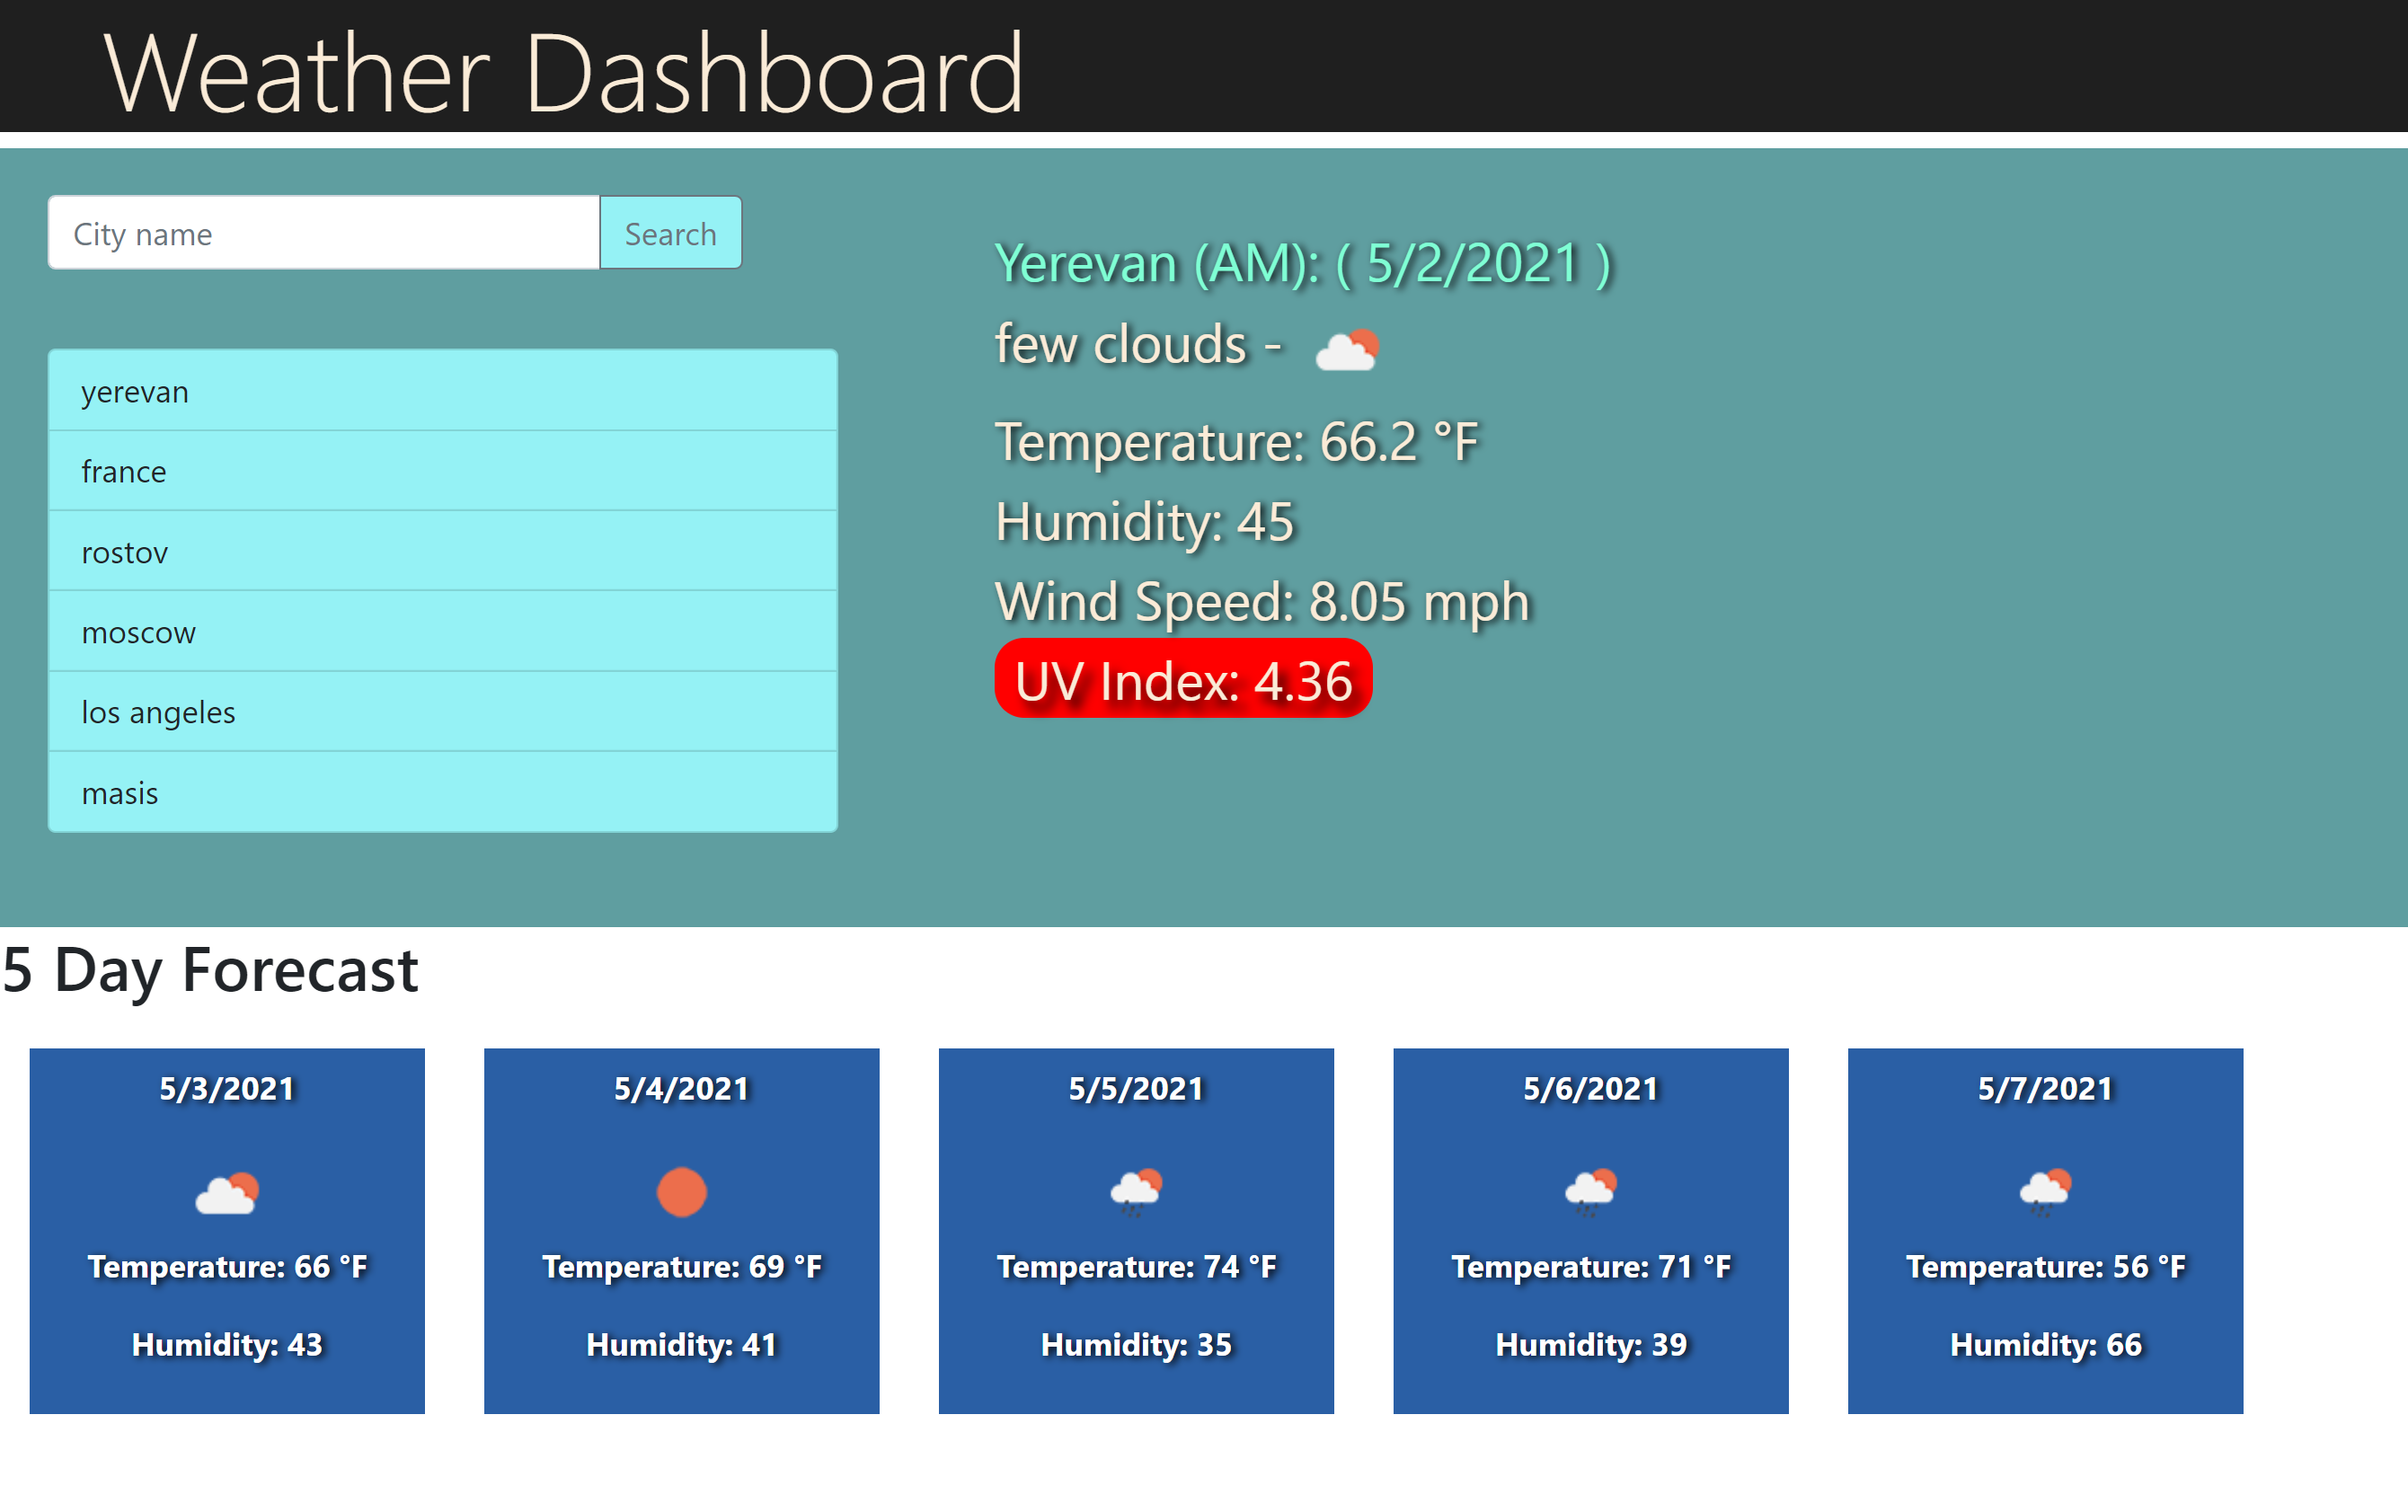 Weather Dashboard
City name
Search
yerevan
france
rostov
moscow
los angeles
masis
Yerevan (AM): ( 5/2/2021 )
few clouds -
Temperature: 66.2 °F
Humidity: 45
Wind Speed: 8.05 mph
UV Index: 4.36
5 Day Forecast
5/3/2021
Temperature: 66 °F
Humidity: 43
5/4/2021
Temperature: 69 °F
Humidity: 41
5/5/2021
Temperature: 74 °F
Humidity: 35
5/6/2021
Temperature: 71 °F
Humidity: 39
5/7/2021
Temperature: 56 °F
Humidity: 66